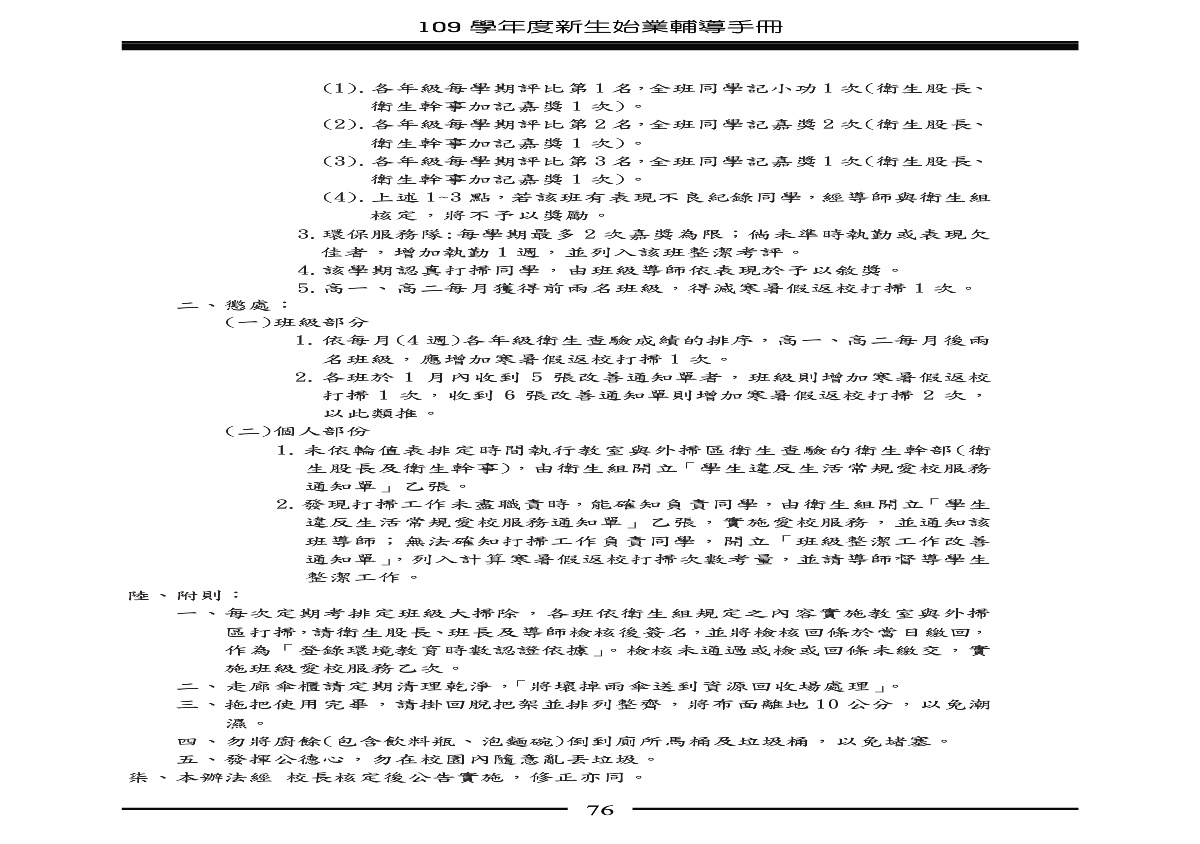 109 學年度新生始業輔導手冊
(1). 各年級每學期評比第 1 名，全班同學記小功 1 次(衛生股長、
衛生幹事加記嘉獎 1 次)。
(2). 各年級每學期評比第 2 名，全班同學記嘉獎 2 次(衛生股長、
衛生幹事加記嘉獎 1 次)。
(3). 各年級每學期評比第 3 名，全班同學記嘉獎 1 次(衛生股長、
衛生幹事加記嘉獎 1 次)。
(4). 上述 1~3 點，若該班有表現不良紀錄同學，經導師與衛生組
核定，將不予以獎勵。
3. 環保服務隊：每學期最多 2 次嘉獎為限；倘未準時執勤或表現欠
佳者，增加執勤 1 週，並列入該班整潔考評。
4. 該學期認真打掃同學，由班級導師依表現於予以敘獎。
5. 高一、高二每月獲得前兩名班級，得減寒暑假返校打掃 1 次。
二、懲處：
(一)班級部分
1. 依每月(4 週)各年級衛生查驗成績的排序，高一、高二每月後兩
名班級，應增加寒暑假返校打掃 1 次。
2. 各班於 1 月內收到 5 張改善通知單者，班級則增加寒暑假返校
打掃 1 次，收到 6 張改善通知單則增加寒暑假返校打掃 2 次，
以此類推。
(二)個人部份
1. 未依輪值表排定時間執行教室與外掃區衛生查驗的衛生幹部(衛
生股長及衛生幹事)，由衛生組開立「學生違反生活常規愛校服務
通知單」乙張。
2. 發現打掃工作未盡職責時，能確知負責同學，由衛生組開立「學生
違反生活常規愛校服務通知單」乙張，實施愛校服務，並通知該
班導師；無法確知打掃工作負責同學，開立「班級整潔工作改善
通知單」，列入計算寒暑假返校打掃次數考量，並請導師督導學生
整潔工作。
陸、附則：
一、每次定期考排定班級大掃除，各班依衛生組規定之內容實施教室與外掃
區打掃，請衛生股長、班長及導師檢核後簽名，並將檢核回條於當日繳回，
作為「登錄環境教育時數認證依據」。檢核未通過或檢或回條未繳交，實
施班級愛校服務乙次。
二、走廊傘櫃請定期清理乾淨，「將壞掉雨傘送到資源回收場處理」。
三、拖把使用完畢，請掛回脫把架並排列整齊，將布面離地 10 公分，以免潮
濕。
四、勿將廚餘(包含飲料瓶、泡麵碗)倒到廁所馬桶及垃圾桶，以免堵塞。
五、發揮公德心，勿在校園內隨意亂丟垃圾。
柒、本辦法經 校長核定後公告實施，修正亦同。
76